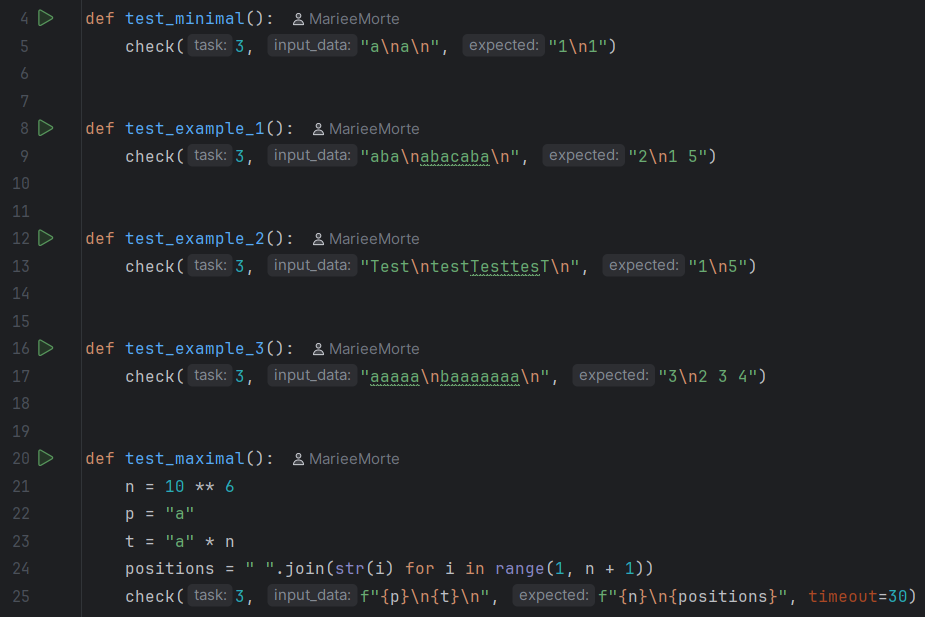 4 def test_minimal(): MarieeMorte
5 check( task: 3, input_data: "a\na\n", expected: "1\n1")
6
7
8 def test_example_1(): MarieeMorte
9 check( task: 3, input_data: "aba\nabacaba\n", expected: "2\n1 5")
10
11
12 def test_example_2(): MarieeMorte
13 check( task: 3, input_data: "Test\ntestTesttesT\n", expected: "1\n5")
14
15
16 def test_example_3(): MarieeMorte
17 check( task: 3, input_data: "aaaaa\nbaaaaaaa\n", expected: "3\n2 3 4")
18
19
20 def test_maximal(): MarieeMorte
21 n = 10 ** 6
22 p = "a"
23 t = "a" * n
24 positions = " ".join(str(i) for i in range(1, n + 1))
25 check( task: 3, input_data: f"{p}\n{t}\n", expected: f"{n}\n{positions}", timeout=30)